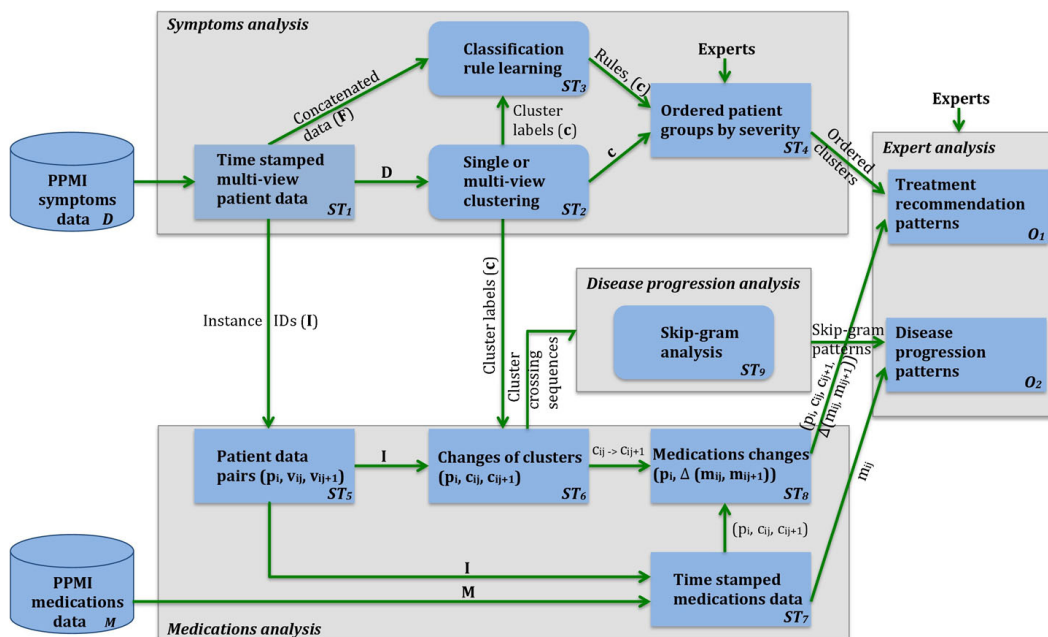 Symptoms analysis
Classification
rule learning
ST3
Experts
Rules, (c)
Concatenated
data (F)
Cluster
labels (c)
Ordered patient
groups by severity
ST4
Experts
PPMI
symptoms
data D
Time stamped
multi-view
patient data
ST1
D
Single or
multi-view
clustering
ST2
c
Ordered
clusters
Expert analysis
Treatment
recommendation
patterns
O1
Instance
IDs (I)
Cluster labels (c)
Cluster
crossing
sequences
Disease progression analysis
Skip-gram
analysis
ST9
Skip-gram
patterns
Disease
progression
patterns
O2
(pi, cij, cij+1,
Δ(mij, mij+1))
mij
Patient data
pairs (pi, vij, vij+1)
ST5
I
Changes of clusters
(pi, cij, cij+1)
ST6
cij -> cij+1
Medications changes
(pi, Δ (mij, mij+1))
ST8
(pi, cij, cij+1)
PPMI
medications
data M
I
M
Time stamped
medications data
ST7
Medications analysis